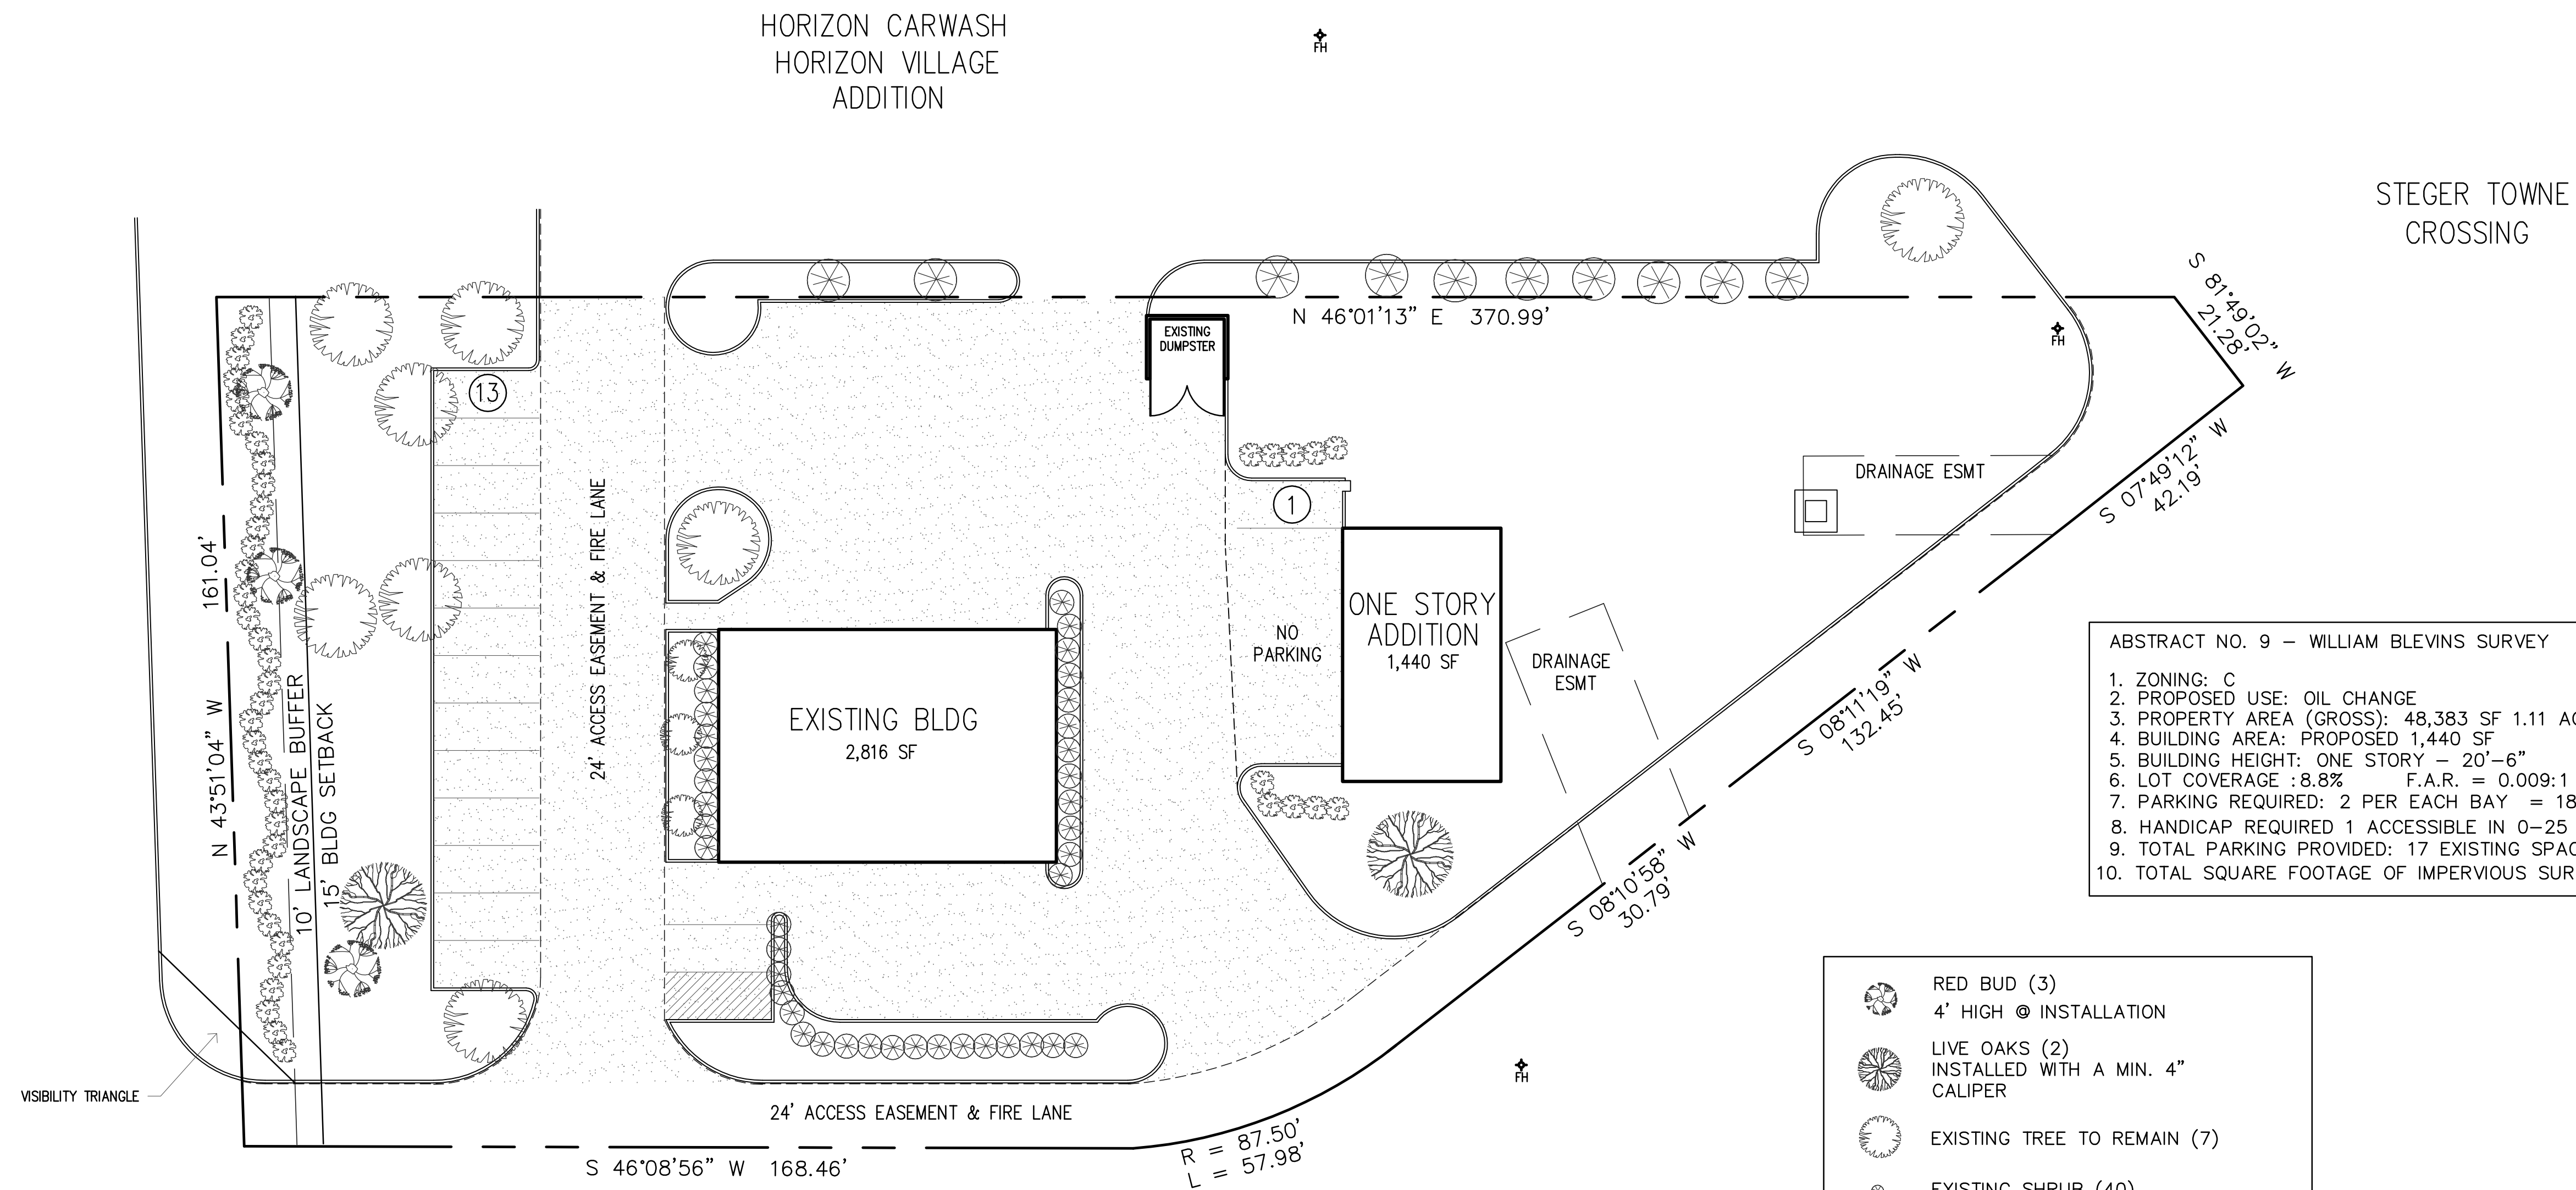 HORIZON CARWASH
HORIZON VILLAGE
ADDITION
FH
STEGER TOWNE
CROSSING
S 81°49'02" W
21.28'
N 46°01'13" E 370.99'
EXISTING
DUMPSTER
FH
13
1
DRAINAGE ESMT
S 07°49'12" W
42.19'
161.04'
N 43°51'04" W
10' LANDSCAPE BUFFER
15' BLDG SETBACK
24' ACCESS EASEMENT & FIRE LANE
EXISTING BLDG
2,816 SF
NO
PARKING
ONE STORY
ADDITION
1,440 SF
DRAINAGE
ESMT
S 08°11'19" W
132.45'
S 08°10'58" W
30.79'
ABSTRACT NO. 9 – WILLIAM BLEVINS SURVEY
1. ZONING: C
2. PROPOSED USE: OIL CHANGE
3. PROPERTY AREA (GROSS): 48,383 SF 1.11 AC
4. BUILDING AREA: PROPOSED 1,440 SF
5. BUILDING HEIGHT: ONE STORY – 20'–6"
6. LOT COVERAGE :8.8% F.A.R. = 0.009:1
7. PARKING REQUIRED: 2 PER EACH BAY = 18
8. HANDICAP REQUIRED 1 ACCESSIBLE IN 0–25
9. TOTAL PARKING PROVIDED: 17 EXISTING SPAC
10. TOTAL SQUARE FOOTAGE OF IMPERVIOUS SUR
RED BUD (3)
4' HIGH @ INSTALLATION
LIVE OAKS (2)
INSTALLED WITH A MIN. 4"
CALIPER
EXISTING TREE TO REMAIN (7)
EXISTING SHRUB (40)
VISIBILITY TRIANGLE
24' ACCESS EASEMENT & FIRE LANE
FH
S 46°08'56" W 168.46'
R = 87.50'
L = 57.98'